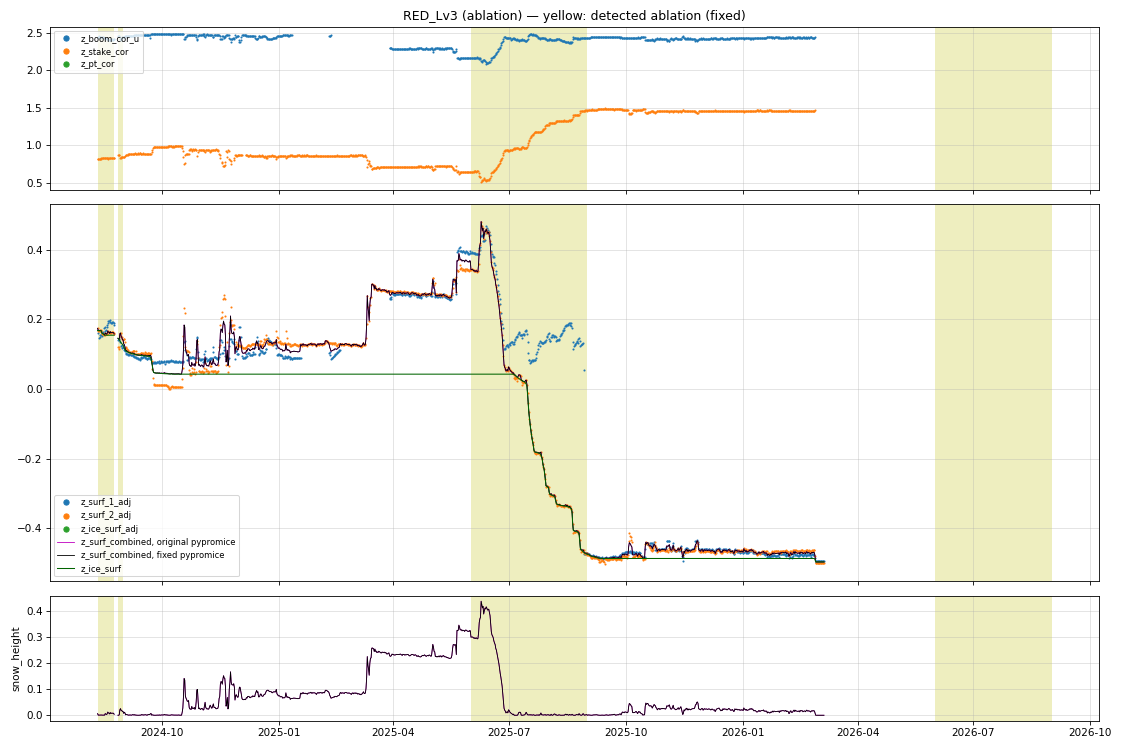 RED_Lv3 (ablation) — yellow: detected ablation (fixed)
2.5
2.0
1.5
1.0
0.5
z_boom_cor_u
z_stake_cor
z_pt_cor
0.4
0.2
0.0
−0.2
−0.4
z_surf_1_adj
z_surf_2_adj
z_ice_surf_adj
z_surf_combined, original pypromice
z_surf_combined, fixed pypromice
z_ice_surf
snow_height
0.4
0.3
0.2
0.1
0.0
2024-10
2025-01
2025-04
2025-07
2025-10
2026-01
2026-04
2026-07
2026-10